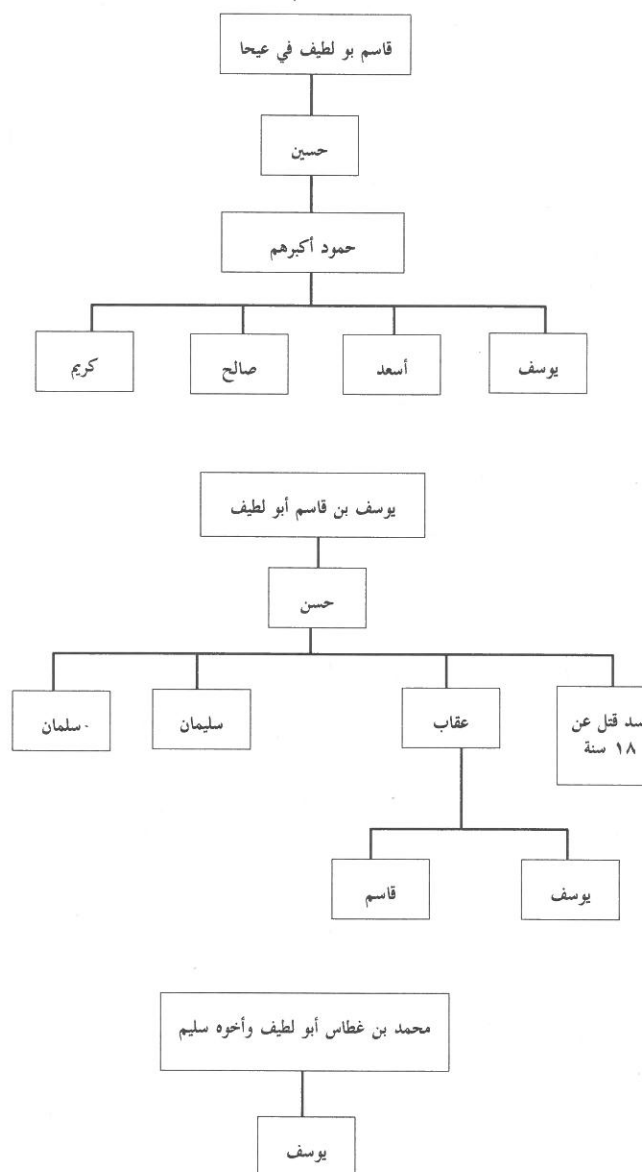 قاسم بو لطيف في عيحا
حسين
حمود أكبرهم
يوسف
أسعد
صالح
كريم
يوسف بن قاسم أبو لطيف
حسن
سد قتل عن
١٨ سنة
عقاب
سليمان
سلمان
يوسف
قاسم
محمد بن غطاس أبو لطيف وأخوه سليم
يوسف